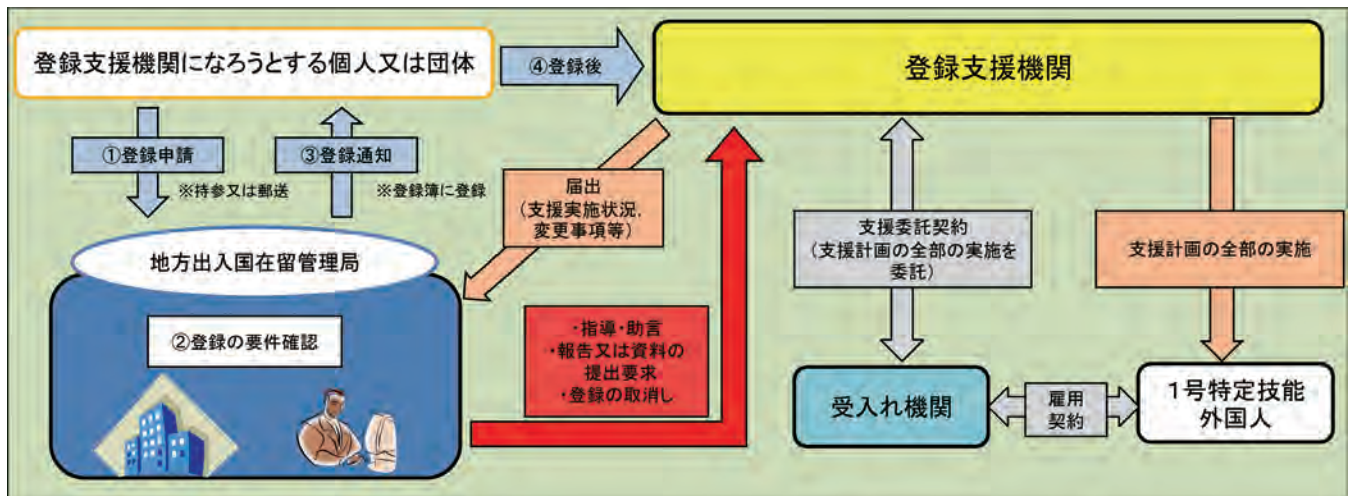 登録支援機関になろうとする個人又は団体
④登録後
登録支援機関
①登録申請
※持参又は郵送
③登録通知
※登録簿に登録
届出
(支援実施状況，
変更事項等)
支援委託契約
(支援計画の全部の実施を
委託)
支援計画の全部の実施
地方出入国在留管理局
②登録の要件確認
・指導・助言
・報告又は資料の
提出要求
・登録の取消し
受入れ機関
雇用
契約
１号特定技能
外国人